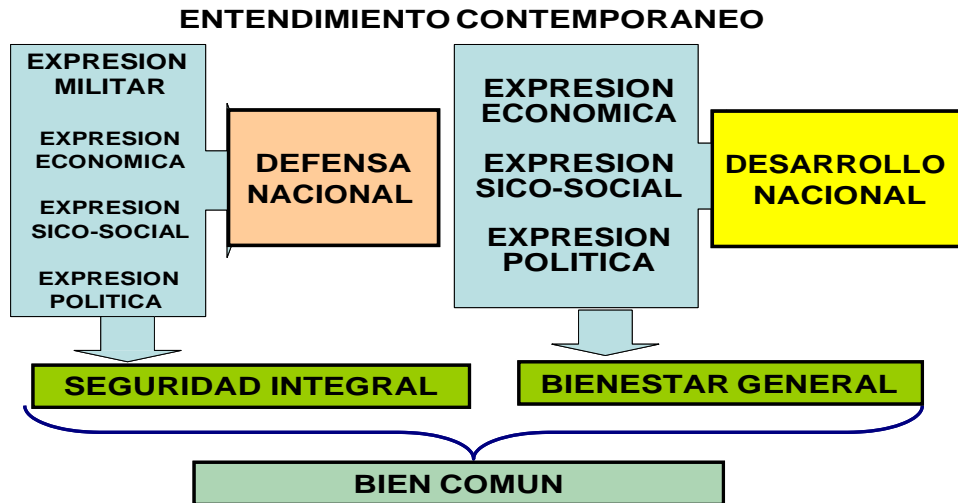 ENTENDIMIENTO CONTEMPORANEO
EXPRESION
MILITAR
EXPRESION
ECONOMICA
EXPRESION
SICO-SOCIAL
EXPRESION
POLITICA
DEFENSA
NACIONAL
EXPRESION
ECONOMICA
EXPRESION
SICO-SOCIAL
EXPRESION
POLITICA
DESARROLLO
NACIONAL
SEGURIDAD INTEGRAL
BIENESTAR GENERAL
BIEN COMUN